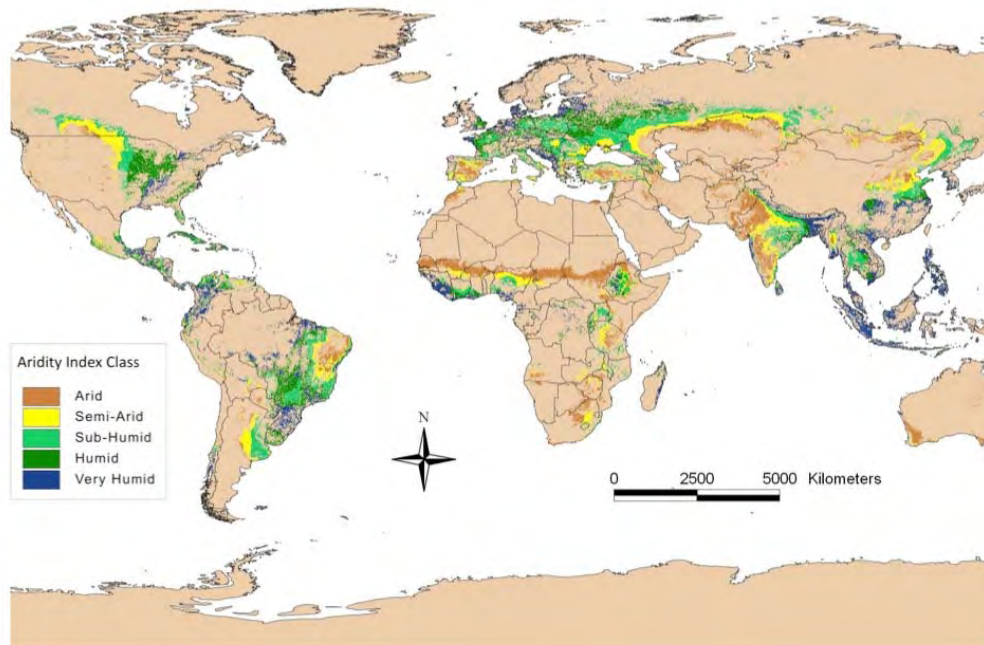 Aridity Index Class
Arid
Semi-Arid
Sub-Humid
Humid
Very Humid
N
0 2500 5000 Kilometers